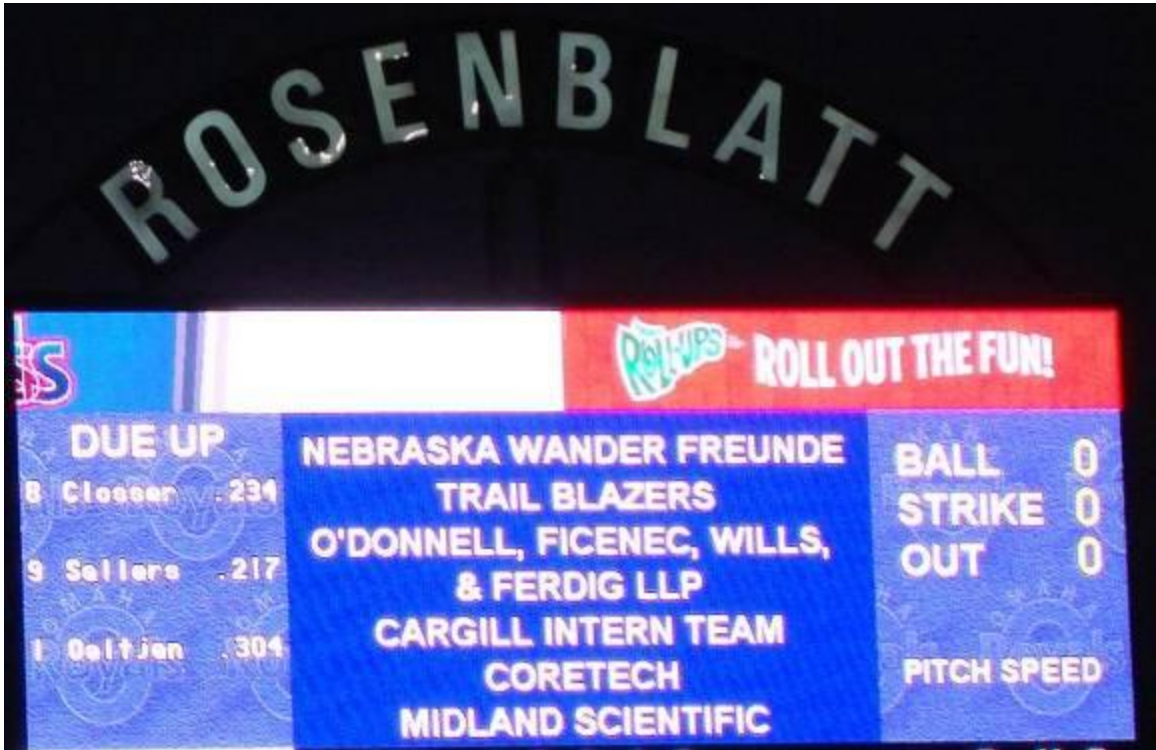 ROSENBLATT
ROLL-UPS
ROLL OUT THE FUN!
DUE UP
8 Closser .234
9 Sellers .217
1 Oeltjen .304
NEBRASKA WANDER FREUNDE
TRAIL BLAZERS
O'DONNELL, FICENEC, WILLS,
& FERDIG LLP
CARGILL INTERN TEAM
CORETECH
MIDLAND SCIENTIFIC
BALL 0
STRIKE 0
OUT 0
PITCH SPEED